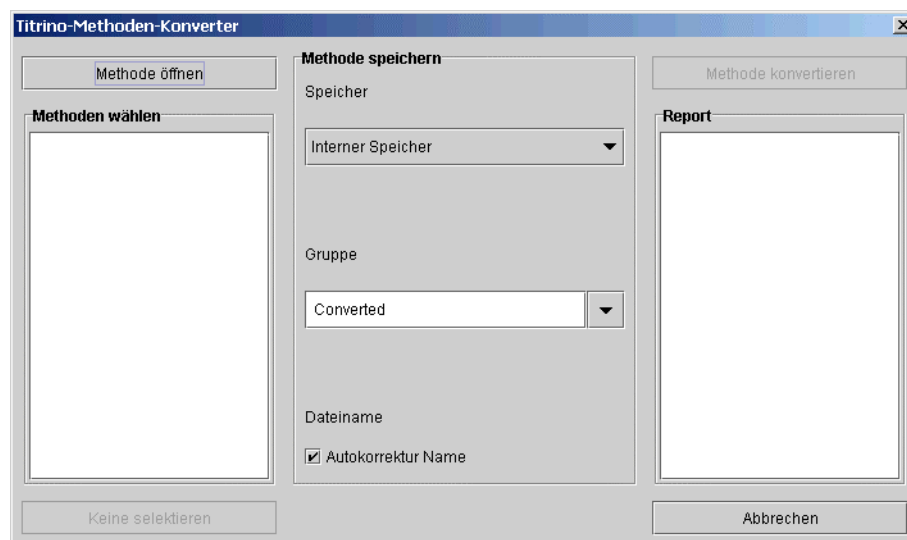 Titrino-Methoden-Konverter
Methode öffnen
Methoden wählen
Keine selektieren
Methode speichern
Speicher
Interner Speicher
Gruppe
Converted
Dateiname
Autokorrektur Name
Methode konvertieren
Report
Abbrechen